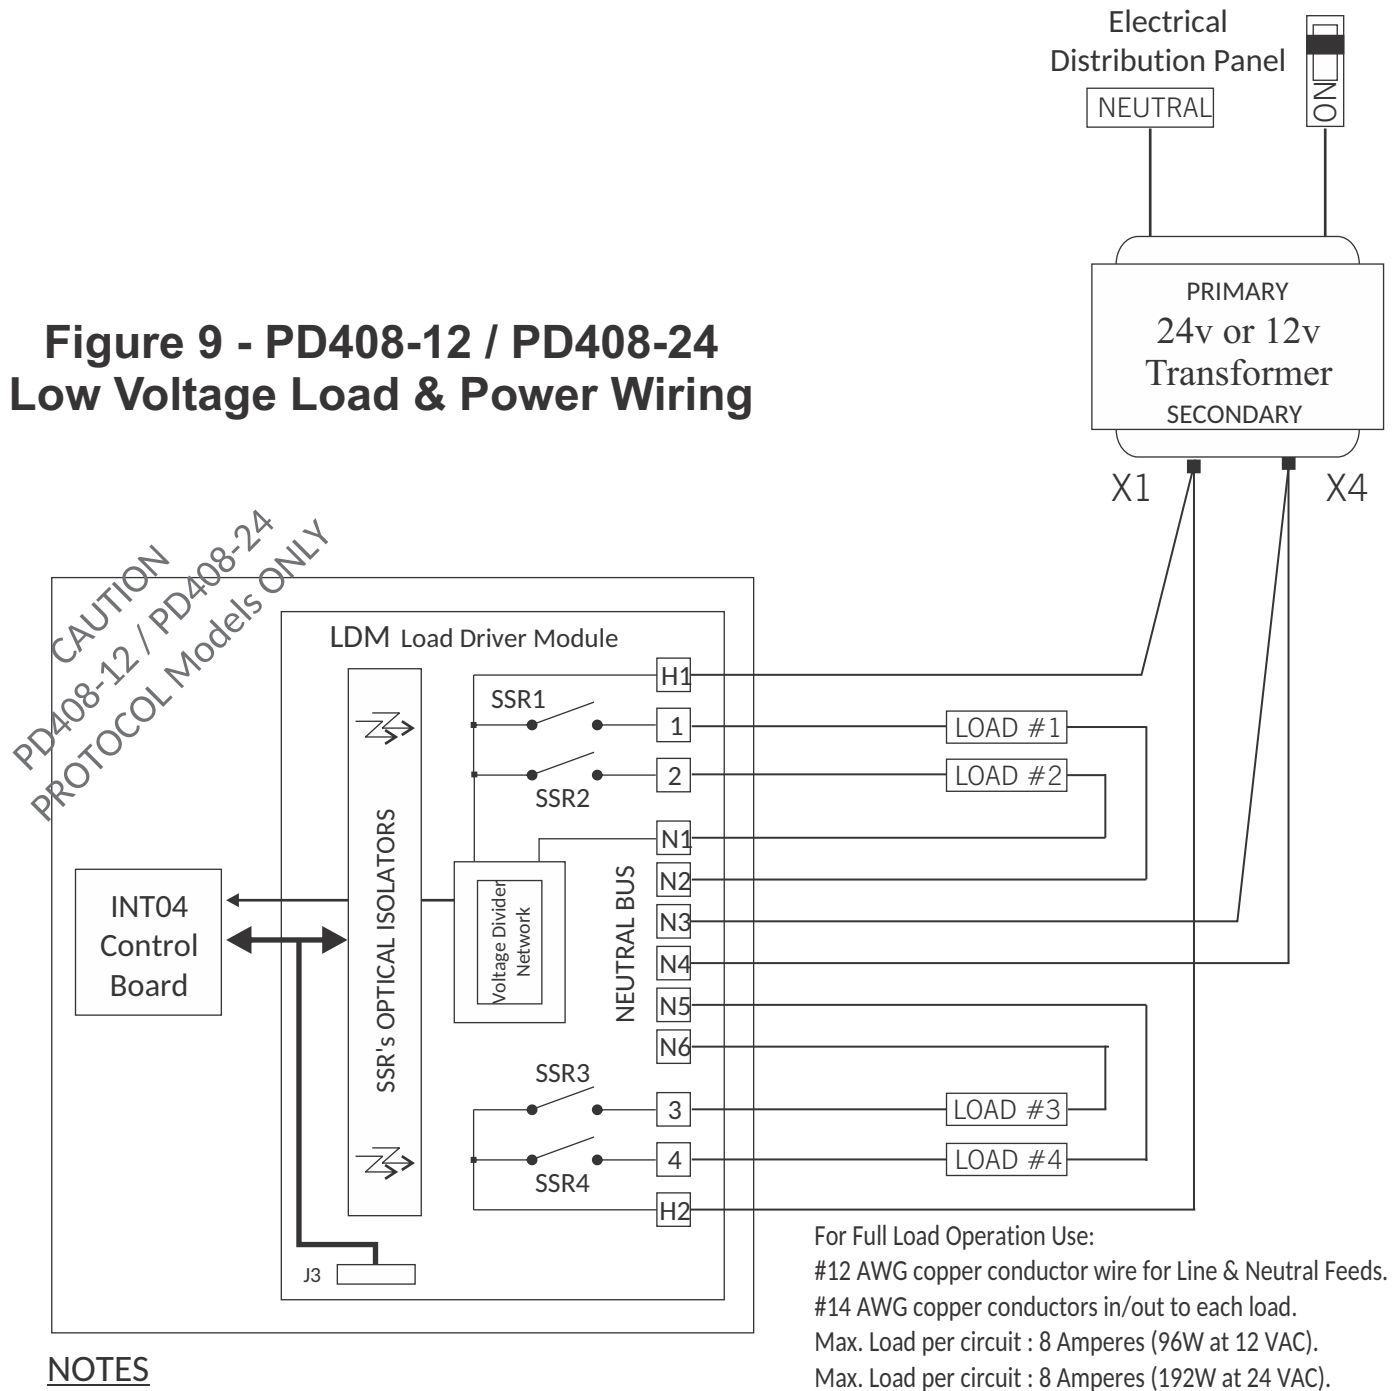 Electrical
Distribution Panel
NEUTRAL
ON
PRIMARY
24v or 12v
Transformer
SECONDARY
X1
X4
Figure 9 - PD408-12 / PD408-24
Low Voltage Load & Power Wiring
CAUTION
PD408-12 / PD408-24
PROTOCOL Models ONLY
LDM Load Driver Module
H1
SSR1
1
LOAD #1
2
LOAD #2
SSR2
N1
N2
N3
N4
N5
N6
NEUTRAL BUS
SSR's OPTICAL ISOLATORS
Voltage Divider
Network
INT04
Control
Board
SSR3
3
LOAD #3
4
LOAD #4
SSR4
H2
J3
For Full Load Operation Use:
#12 AWG copper conductor wire for Line & Neutral Feeds.
#14 AWG copper conductors in/out to each load.
Max. Load per circuit : 8 Amperes (96W at 12 VAC).
Max. Load per circuit : 8 Amperes (192W at 24 VAC).
NOTES